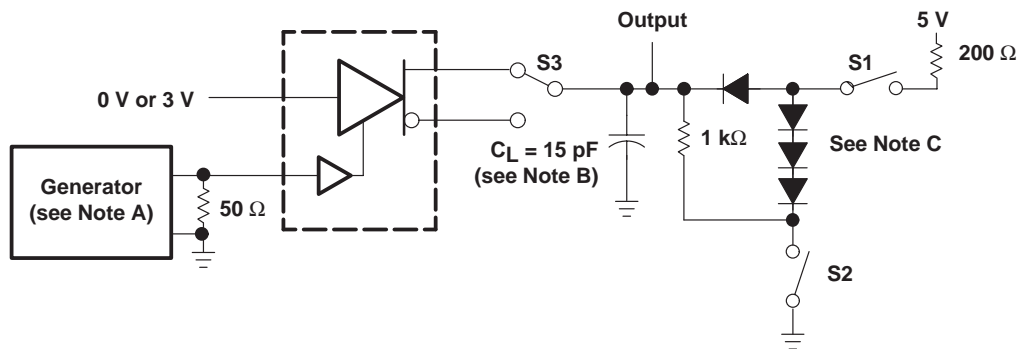 Output
5 V
S3
S1
200 Ω
0 V or 3 V
CL = 15 pF
(see Note B)
1 kΩ
See Note C
Generator
(see Note A)
50 Ω
S2